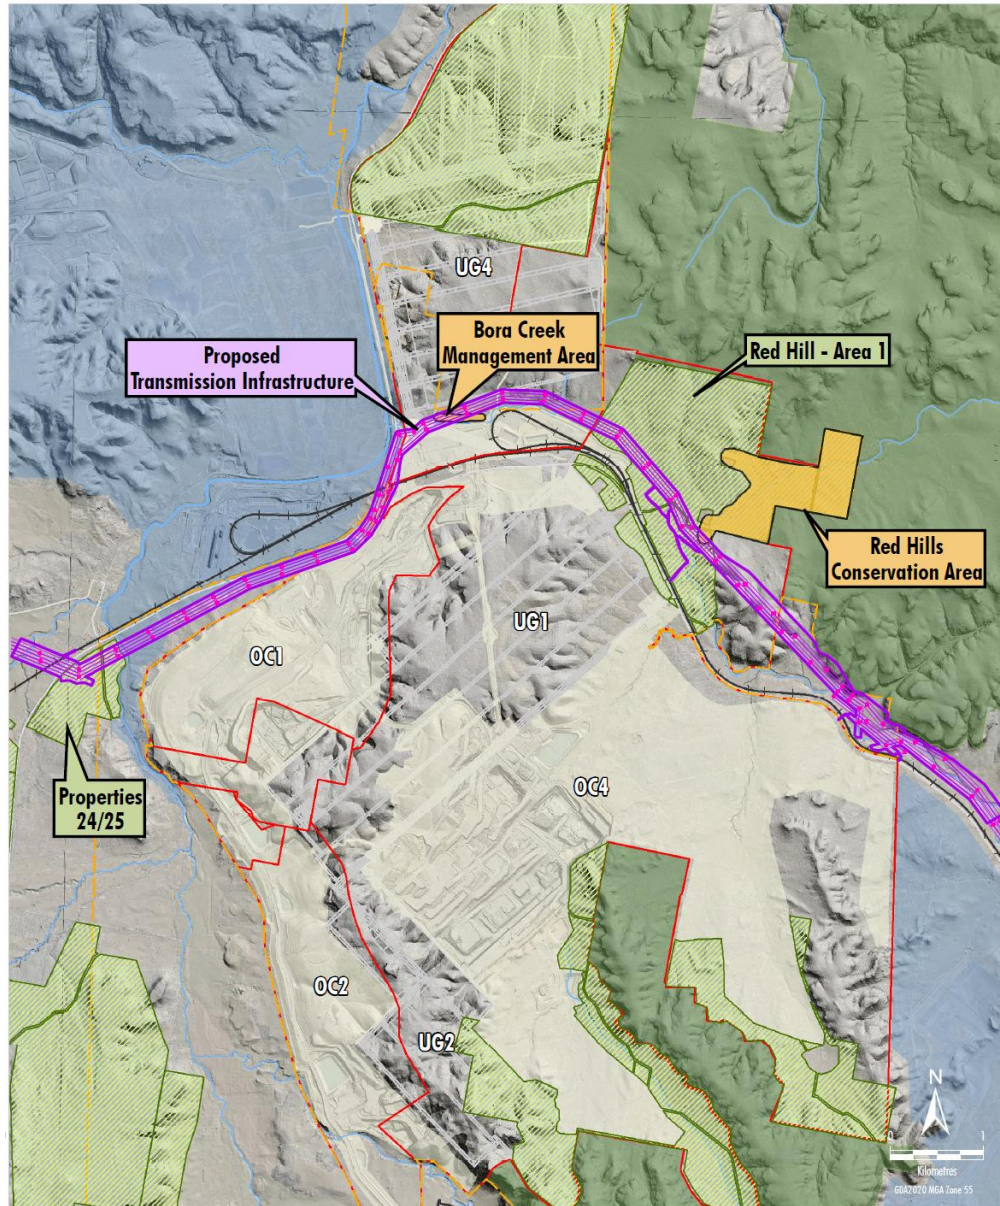 UG4
Bora Creek
Management Area
Proposed
Transmission Infrastructure
Red Hill - Area 1
Red Hills
Conservation Area
UG1
OC1
OC4
Properties
24/25
OC2
UG2
N
1
Kilometres
GDA2020 MGA Zone 55